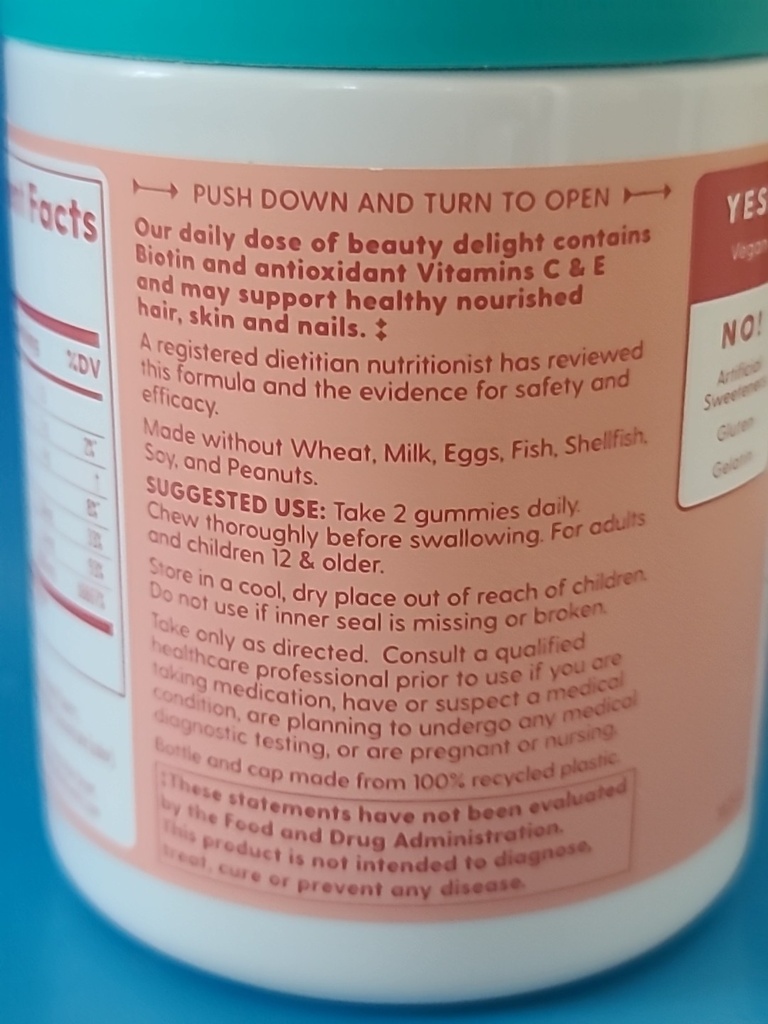 Facts
%DV
PUSH DOWN AND TURN TO OPEN
Our daily dose of beauty delight contains
Biotin and antioxidant Vitamins C & E
and may support healthy nourished
hair, skin and nails. ‡
A registered dietitian nutritionist has reviewed
this formula and the evidence for safety and
efficacy.
Made without Wheat, Milk, Eggs, Fish, Shellfish,
Soy, and Peanuts.
SUGGESTED USE: Take 2 gummies daily.
Chew thoroughly before swallowing. For adults
and children 12 & older.
Store in a cool, dry place out of reach of children.
Do not use if inner seal is missing or broken.
Take only as directed. Consult a qualified
healthcare professional prior to use if you are
taking medication, have or suspect a medical
condition, are planning to undergo any medical
diagnostic testing, or are pregnant or nursing.
Bottle and cap made from 100% recycled plastic.
‡These statements have not been evaluated
by the Food and Drug Administration.
This product is not intended to diagnose,
treat, cure or prevent any disease.
YES
Vegan
NO!
Artificial
Sweeteners
Gluten
Gelatin